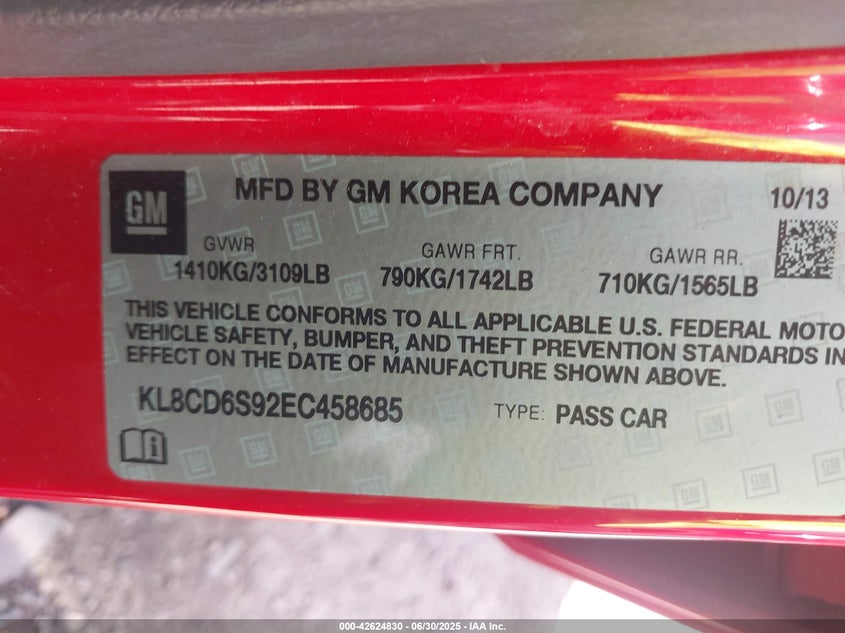 GM
MFD BY GM KOREA COMPANY
10/13
GVWR
GAWR FRT.
GAWR RR.
1410KG/3109LB
790KG/1742LB
710KG/1565LB
THIS VEHICLE CONFORMS TO ALL APPLICABLE U.S. FEDERAL MOTO
VEHICLE SAFETY, BUMPER, AND THEFT PREVENTION STANDARDS IN
EFFECT ON THE DATE OF MANUFACTURE SHOWN ABOVE.
KL8CD6S92EC458685
TYPE: PASS CAR
000-42624830 - 06/30/2025 - IAA Inc.